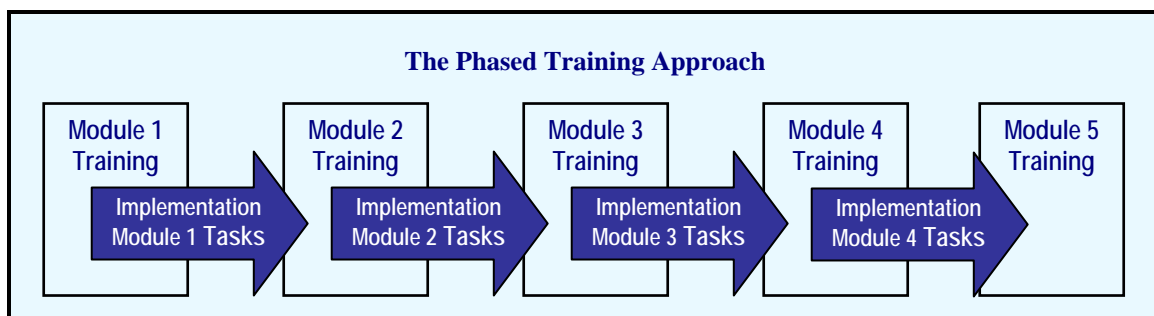 The Phased Training Approach
Module 1
Training
Implementation
Module 1 Tasks
Module 2
Training
Implementation
Module 2 Tasks
Module 3
Training
Implementation
Module 3 Tasks
Module 4
Training
Implementation
Module 4 Tasks
Module 5
Training